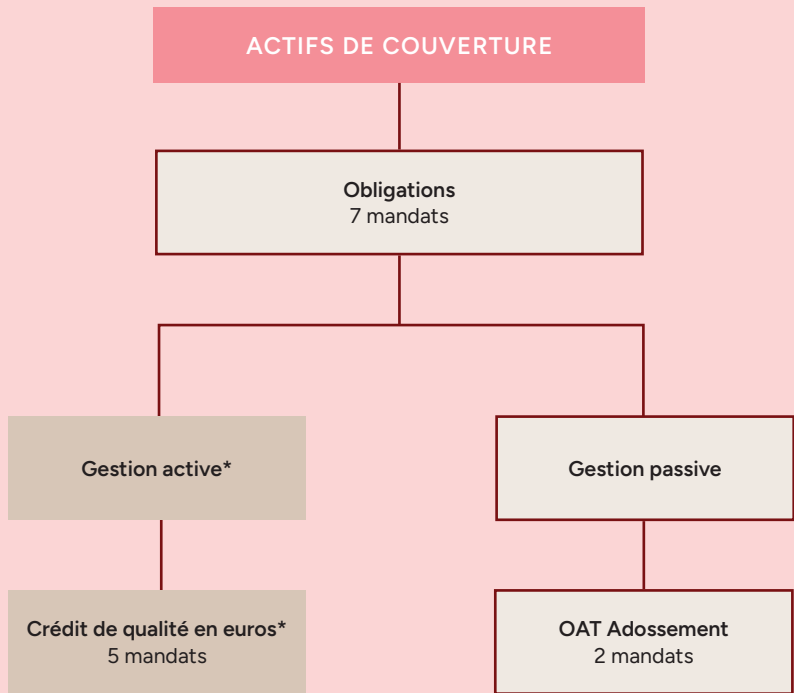 ACTIFS DE COUVERTURE
Obligations
7 mandats
Gestion active*
Gestion passive
Crédit de qualité en euros*
5 mandats
OAT Adossement
2 mandats